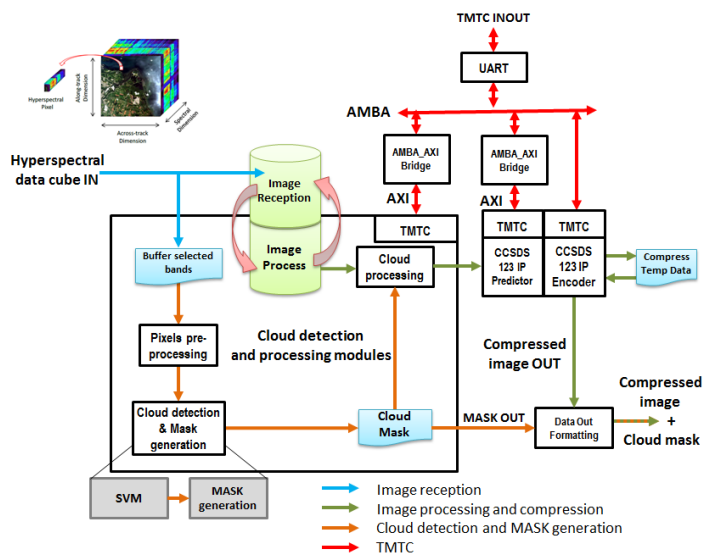 TMTC INOUT
UART
AMBA
Hyperspectral
Pixel
Along-track
Dimension
Across-track
Dimension
Spectral Dimension
Hyperspectral
data cube IN
Image
Reception
AMBA_AXI
Bridge
AMBA_AXI
Bridge
AXI
AXI
TMTC
TMTC
TMTC
Buffer selected
bands
Image
Process
Cloud
processing
CCSDS
123 IP
Predictor
CCSDS
123 IP
Encoder
Compress
Temp Data
Pixels pre-
processing
Cloud detection
and processing modules
Compressed
image OUT
Cloud detection
& Mask
generation
Cloud
Mask
MASK OUT
Data Out
Formatting
Compressed
image
+
Cloud mask
SVM
MASK
generation
Image reception
Image processing and compression
Cloud detection and MASK generation
TMTC